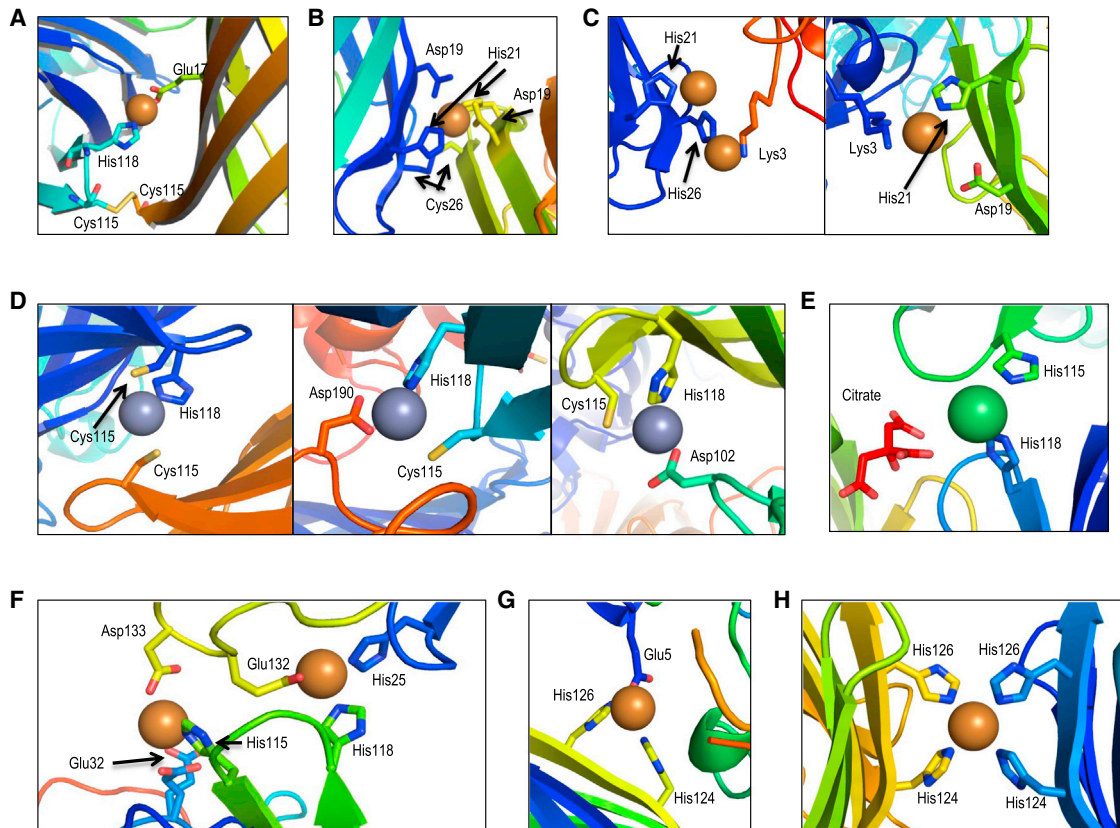 A
Glu17
His118
Cys115
Cys115
B
Asp19
His21
Asp19
Cys26
C
His21
Lys3
His26
Lys3
His21
Asp19
D
Cys115
His118
Cys115
Asp190
His118
Cys115
Cys115
His118
Asp102
E
His115
Citrate
His118
F
Asp133
Glu132
His25
Glu32
His115
His118
G
Glu5
His126
His124
H
His126
His126
His124
His124